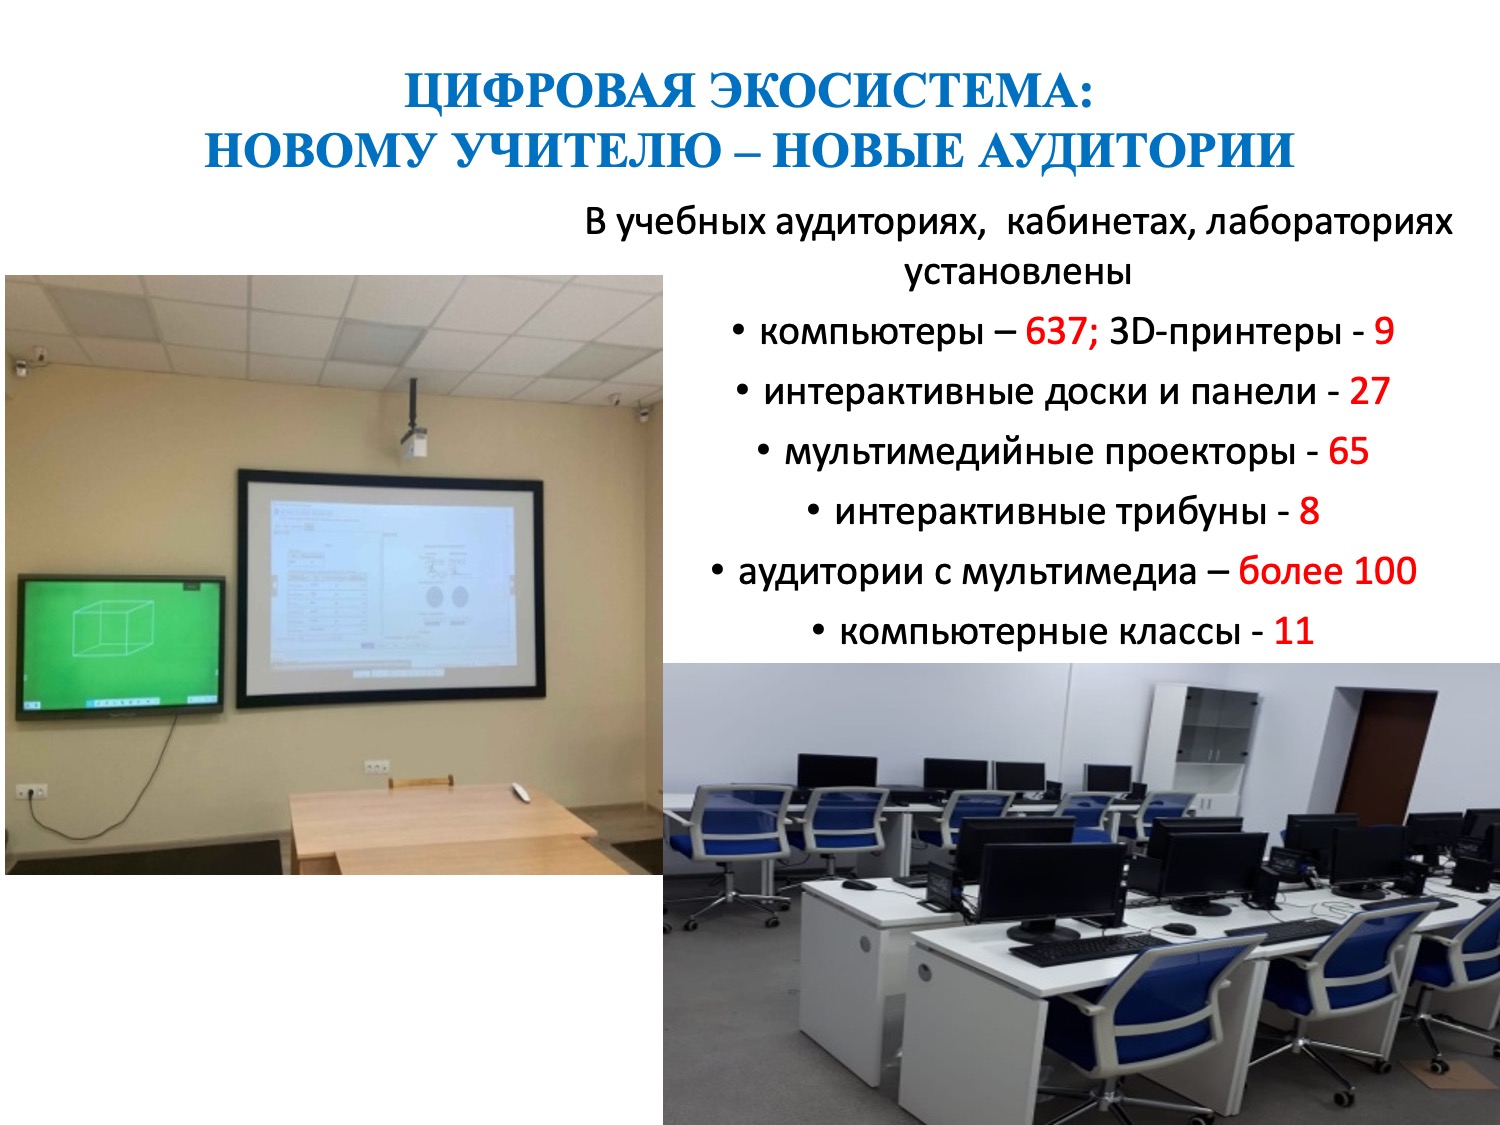 ЦИФРОВАЯ ЭКОСИСТЕМА:
НОВОМУ УЧИТЕЛЮ – НОВЫЕ АУДИТОРИИ
В учебных аудиториях, кабинетах, лабораториях
установлены
• компьютеры – 637; 3D-принтеры - 9
• интерактивные доски и панели - 27
• мультимедийные проекторы - 65
• интерактивные трибуны - 8
• аудитории с мультимедиа – более 100
• компьютерные классы - 11